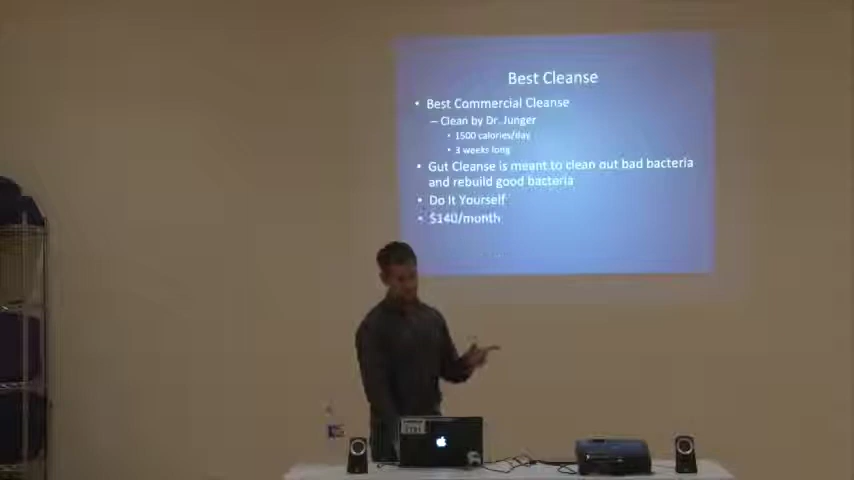 Best Cleanse
• Best Commercial Cleanse
– Clean by Dr. Junger
• 1500 calories/day
• 3 weeks long
• Gut Cleanse is meant to clean out bad bacteria
and rebuild good bacteria
• Do It Yourself
• $140/month